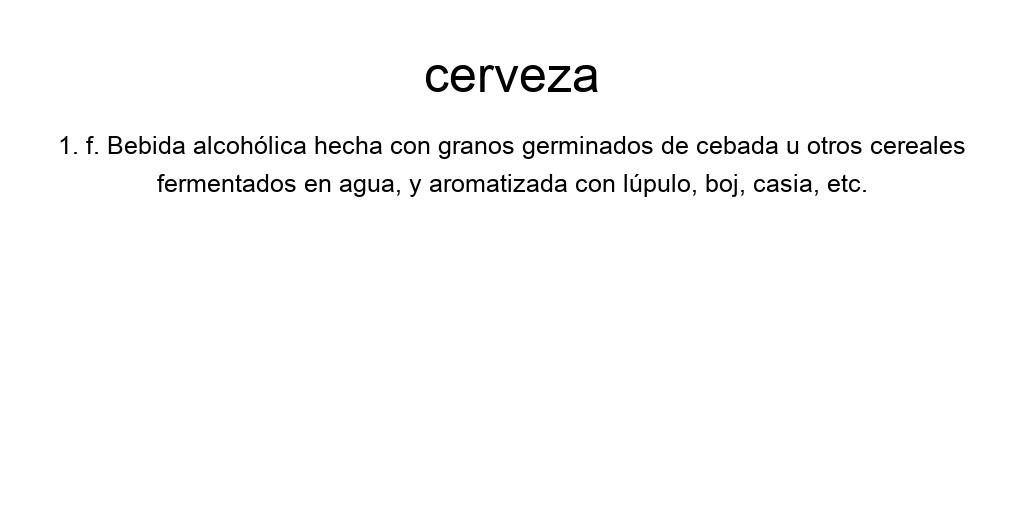 cerveza
1. f. Bebida alcohólica hecha con granos germinados de cebada u otros cereales
fermentados en agua, y aromatizada con lúpulo, boj, casia, etc.